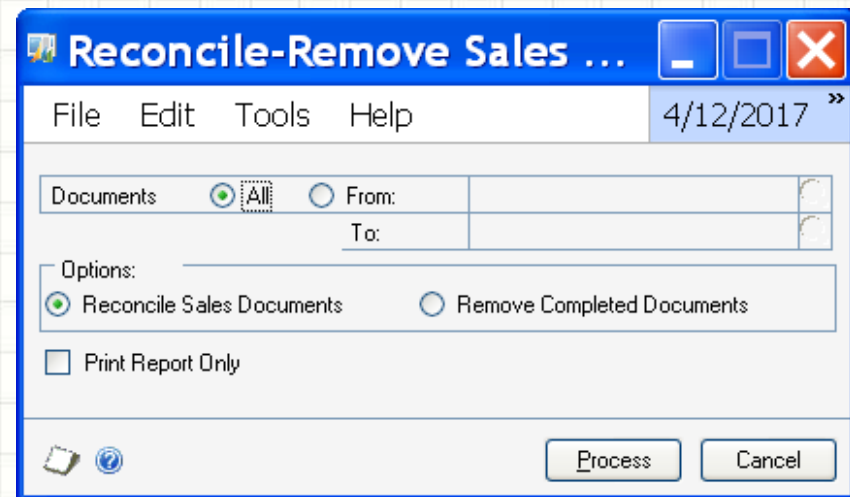 Reconcile-Remove Sales ...
File Edit Tools Help 4/12/2017 »
Documents All From:
To:
Options:
Reconcile Sales Documents Remove Completed Documents
Print Report Only
Process Cancel